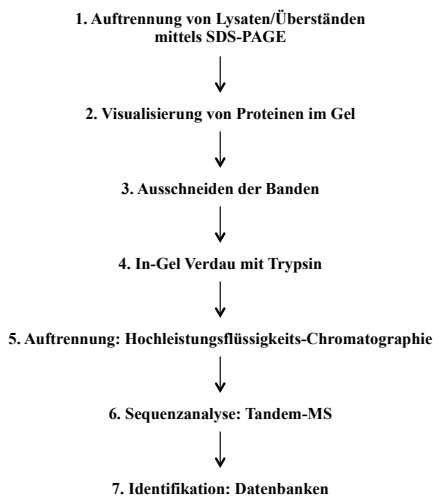 1. Auftrennung von Lysaten/Überständen
mittels SDS-PAGE
2. Visualisierung von Proteinen im Gel
3. Ausschneiden der Banden
4. In-Gel Verdau mit Trypsin
5. Auftrennung: Hochleistungsflüssigkeits-Chromatographie
6. Sequenzanalyse: Tandem-MS
7. Identifikation: Datenbanken